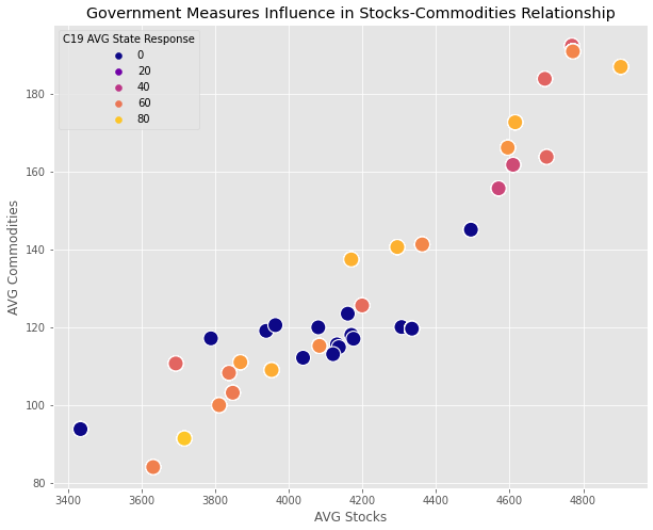 Government Measures Influence in Stocks-Commodities Relationship
C19 AVG State Response
0
20
40
60
80
180
160
140
120
100
80
AVG Commodities
3400 3600 3800 4000 4200 4400 4600 4800
AVG Stocks